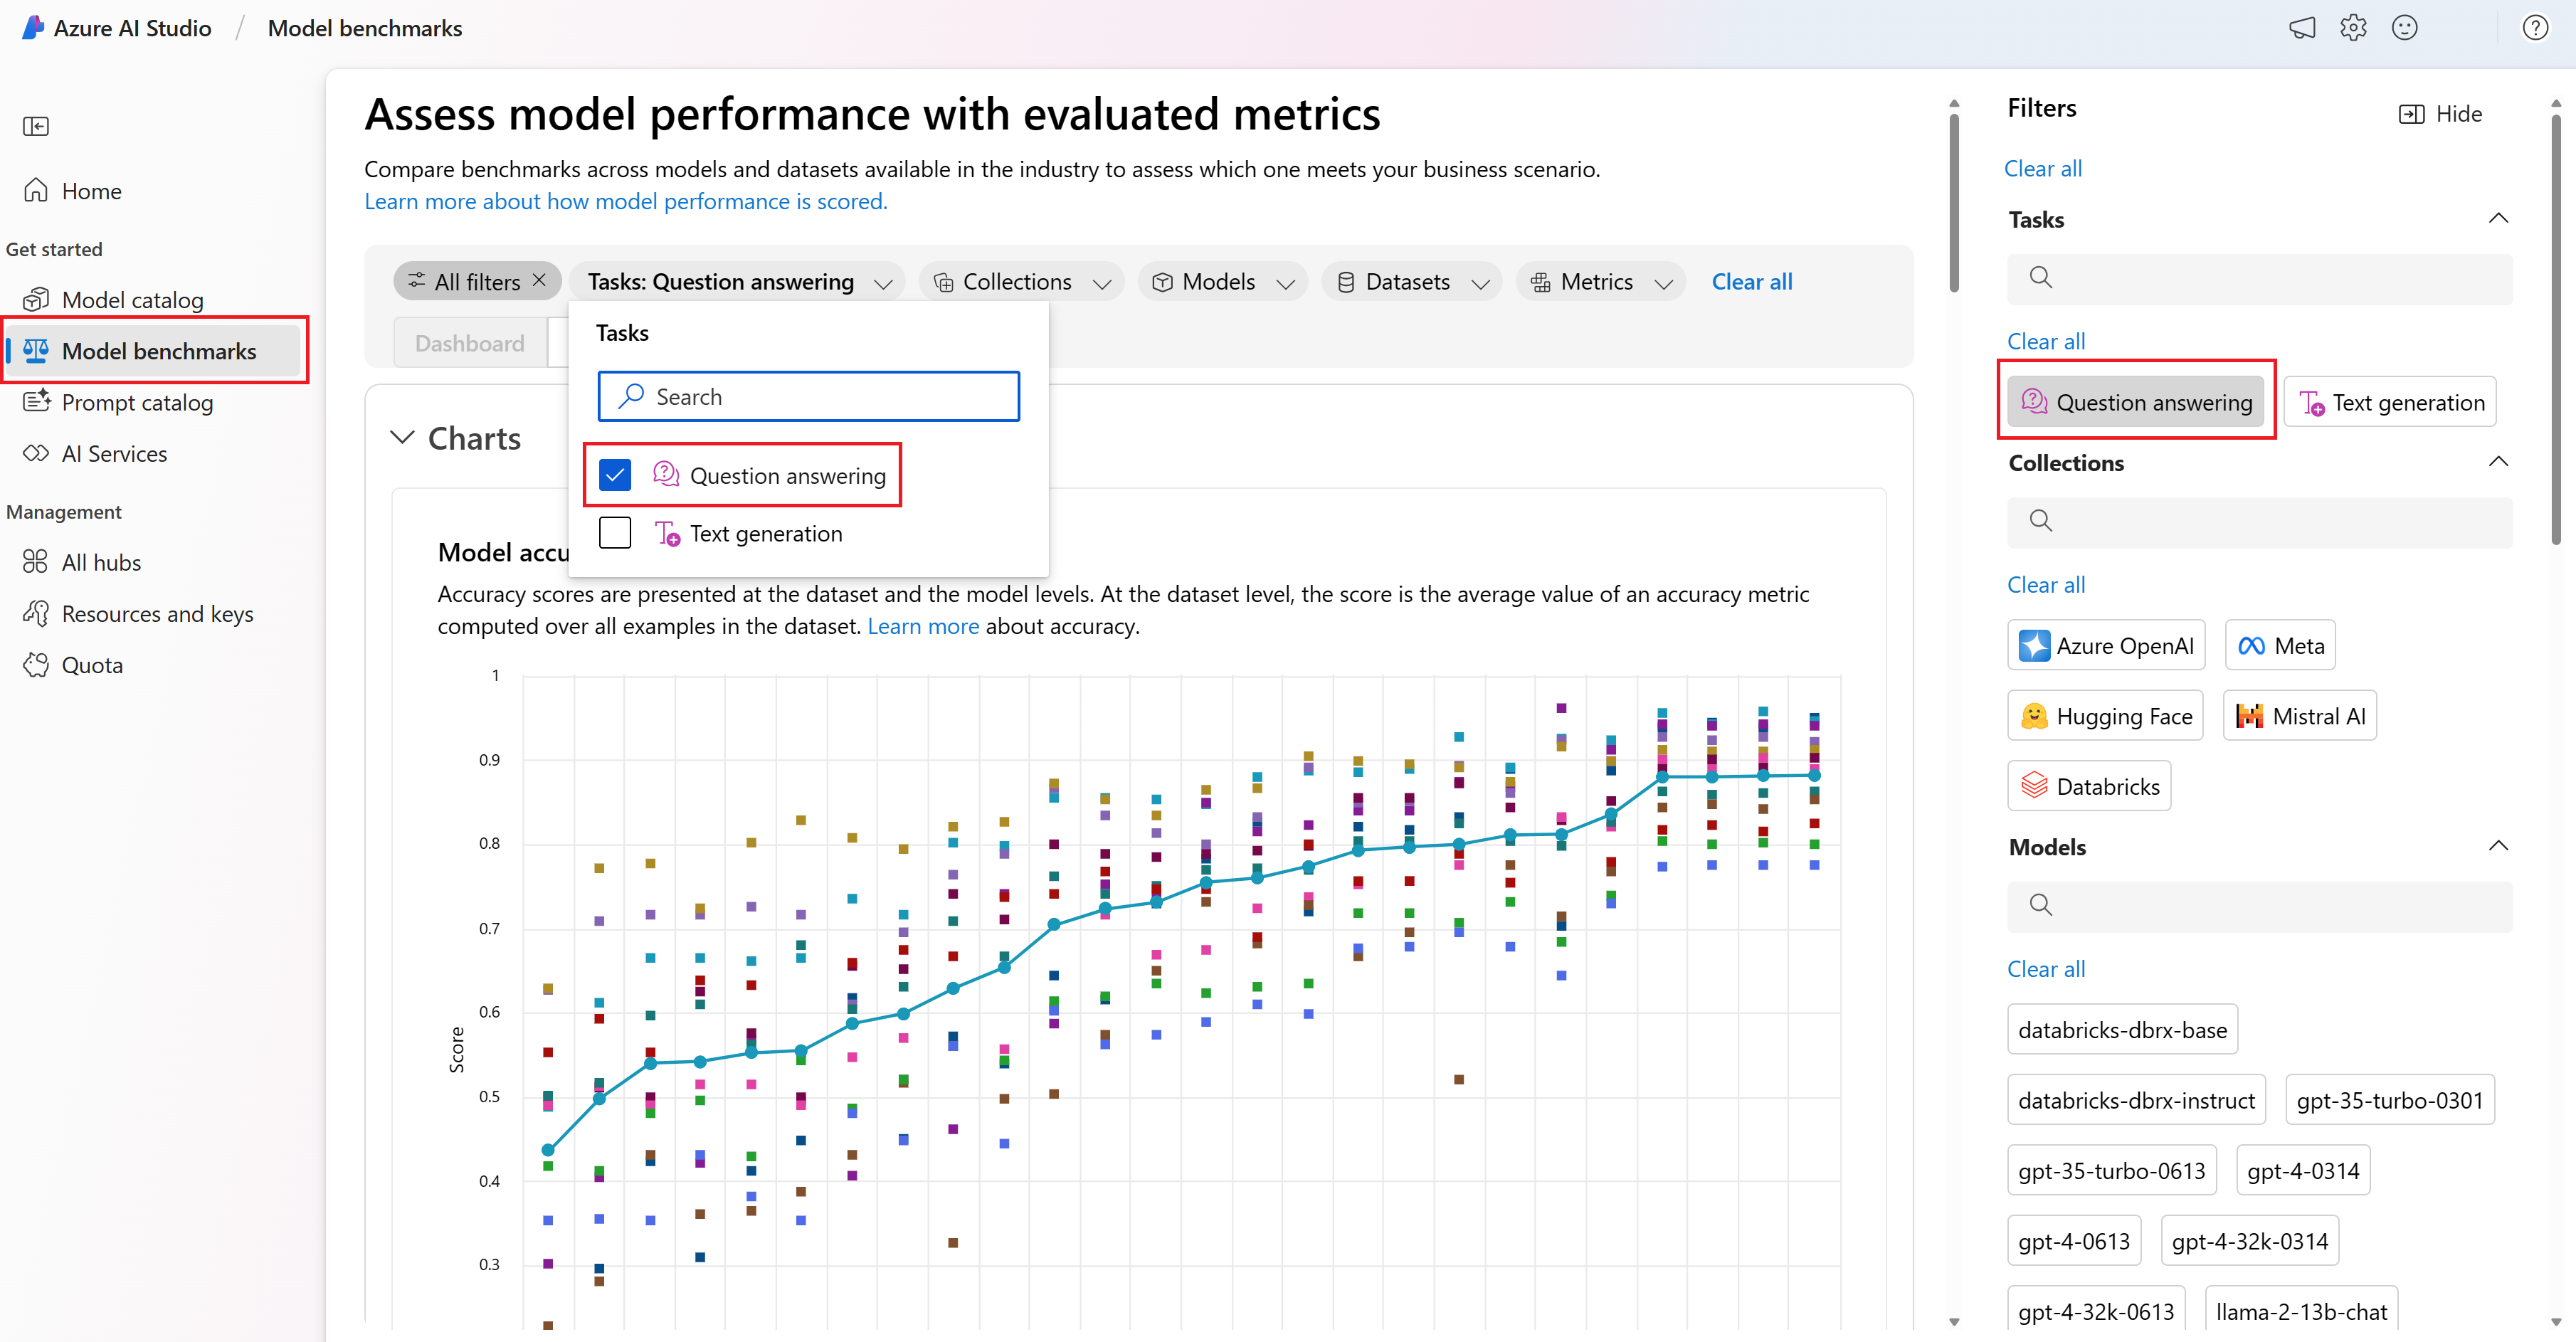 Azure AI Studio / Model benchmarks
Home
Get started
Model catalog
Model benchmarks
Prompt catalog
AI Services
Management
All hubs
Resources and keys
Quota
Assess model performance with evaluated metrics
Compare benchmarks across models and datasets available in the industry to assess which one meets your business scenario.
Learn more about how model performance is scored.
All filters
Tasks: Question answering
Collections
Models
Datasets
Metrics
Clear all
Dashboard
Tasks
Search
Question answering
Text generation
Charts
Model accu
Accuracy scores are presented at the dataset and the model levels. At the dataset level, the score is the average value of an accuracy metric
computed over all examples in the dataset. Learn more about accuracy.
1
0.9
0.8
0.7
0.6
0.5
0.4
0.3
Score
Filters
Hide
Clear all
Tasks
Clear all
Question answering
Text generation
Collections
Clear all
Azure OpenAI
Meta
Hugging Face
Mistral AI
Databricks
Models
Clear all
databricks-dbrx-base
databricks-dbrx-instruct
gpt-35-turbo-0301
gpt-35-turbo-0613
gpt-4-0314
gpt-4-0613
gpt-4-32k-0314
gpt-4-32k-0613
llama-2-13b-chat